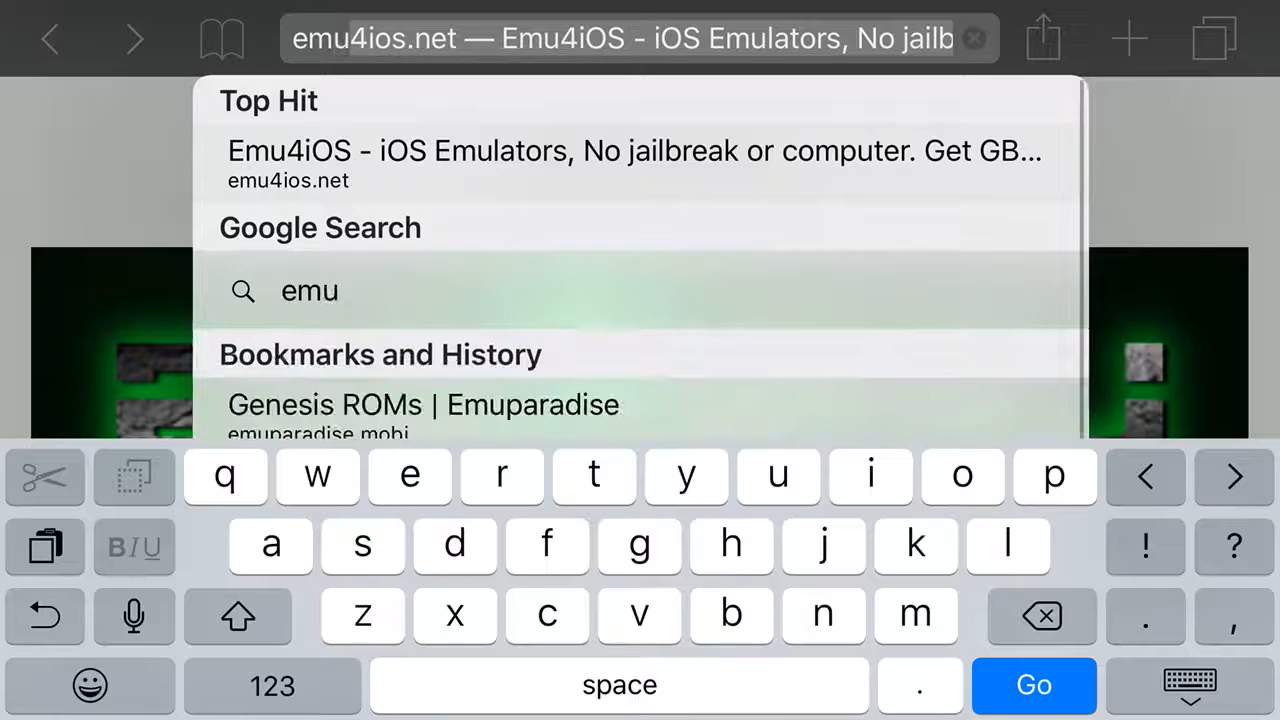 emu4ios.net — Emu4iOS - iOS Emulators, No jailb
Top Hit
Emu4iOS - iOS Emulators, No jailbreak or computer. Get GB...
emu4ios.net
Google Search
emu
Bookmarks and History
Genesis ROMs | Emuparadise
emuparadise.mobi
q w e r t y u i o p < >
BIU a s d f g h j k l ! ?
z x c v b n m . ,
123 space . Go